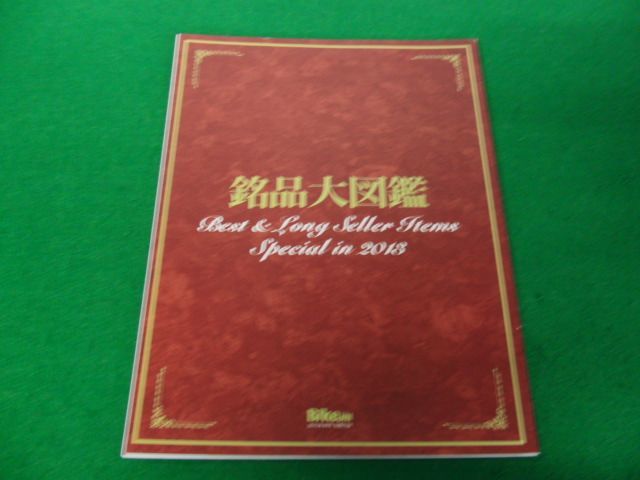 銘品大図鑑
Best & Long Seller Items
Special in 2013